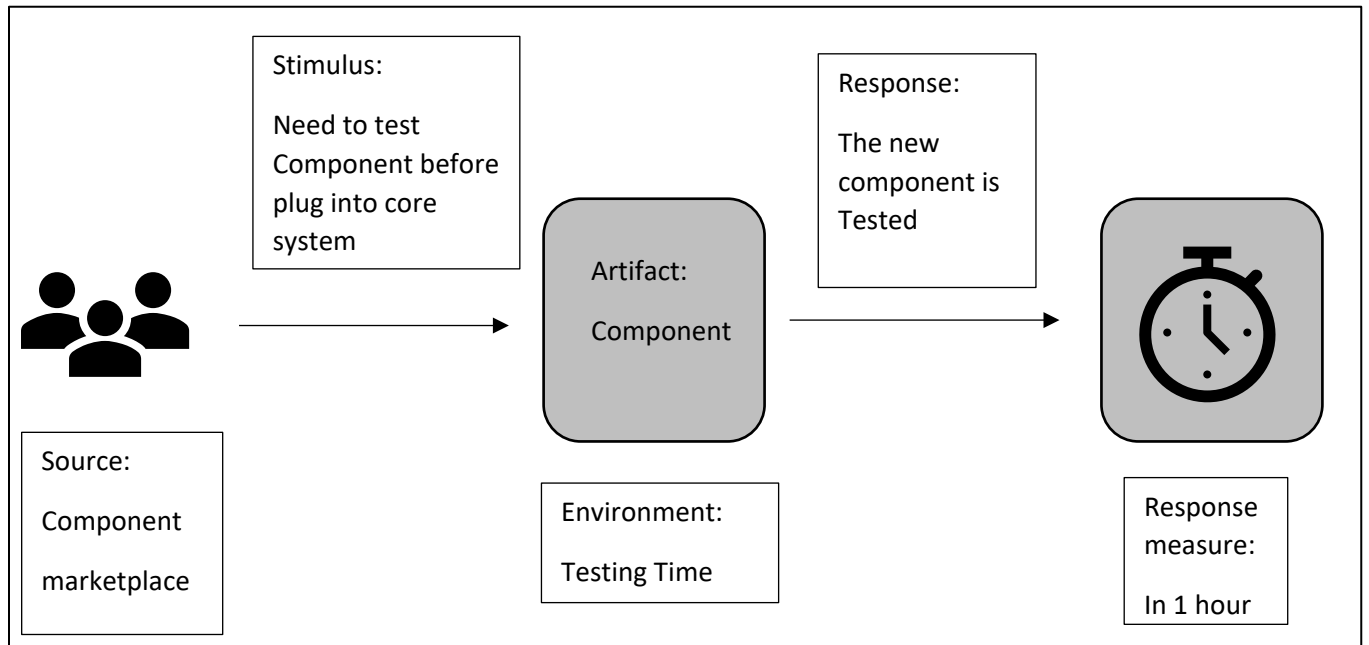 Stimulus:
Need to test
Component before
plug into core
system
Response:
The new
component is
Tested
Artifact:
Component
Source:
Component
marketplace
Environment:
Testing Time
Response
measure:
In 1 hour